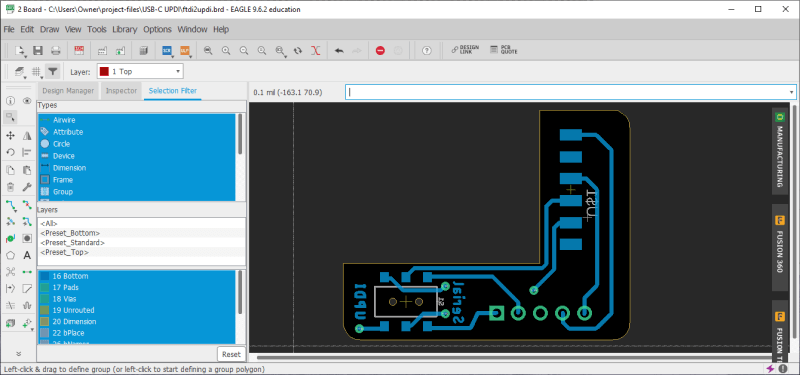 2 Board - C:\Users\Owner\project-files\USB-C UPDI\ftdi2updi.brd - EAGLE 9.6.2 education
File Edit Draw View Tools Library Options Window Help
DESIGN LINK PCB QUOTE
Layer: 1 Top
Design Manager Inspector Selection Filter
0.1 mil (-163.1 70.9)
Types
Airwire
Attribute
Circle
Device
Dimension
Frame
Group
Layers
<All>
<Preset_Bottom>
<Preset_Standard>
<Preset_Top>
16 Bottom
17 Pads
18 Vias
19 Unrouted
20 Dimension
22 bPlace
Reset
MANUFACTURING
FUSION 360
FUSION T
UPDI
Serial
Left-click & drag to define group (or left-click to start defining a group polygon)